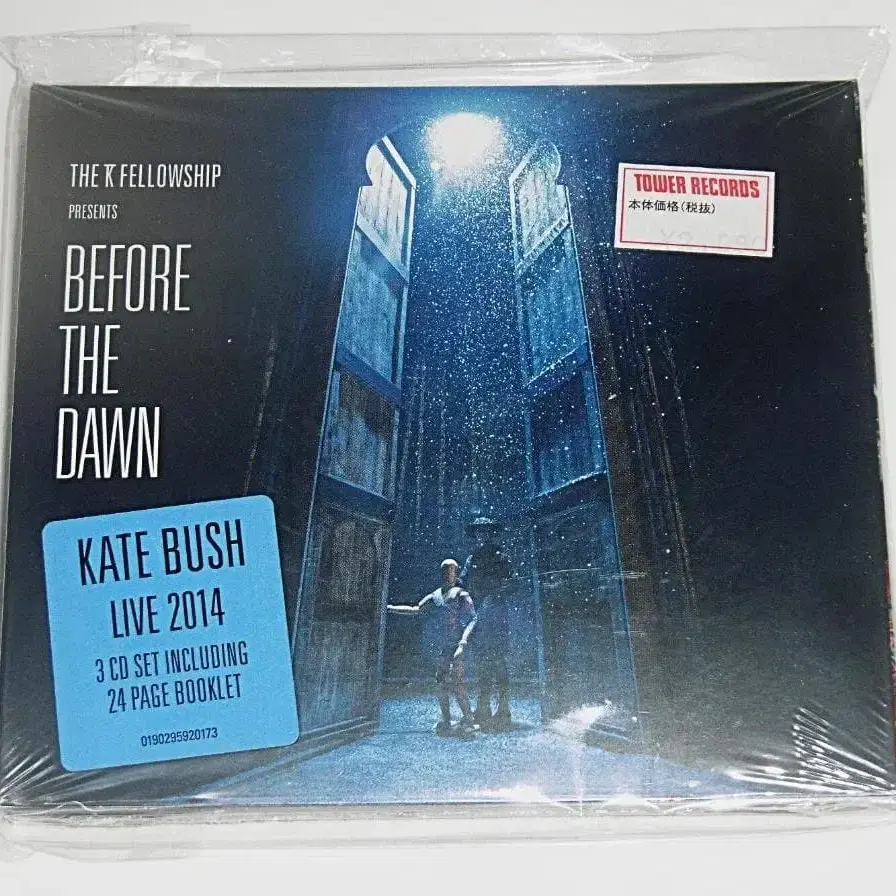 THE K FELLOWSHIP
PRESENTS
BEFORE
THE
DAWN
TOWER RECORDS
本体価格(税抜)
KATE BUSH
LIVE 2014
3 CD SET INCLUDING
24 PAGE BOOKLET
0190295920173